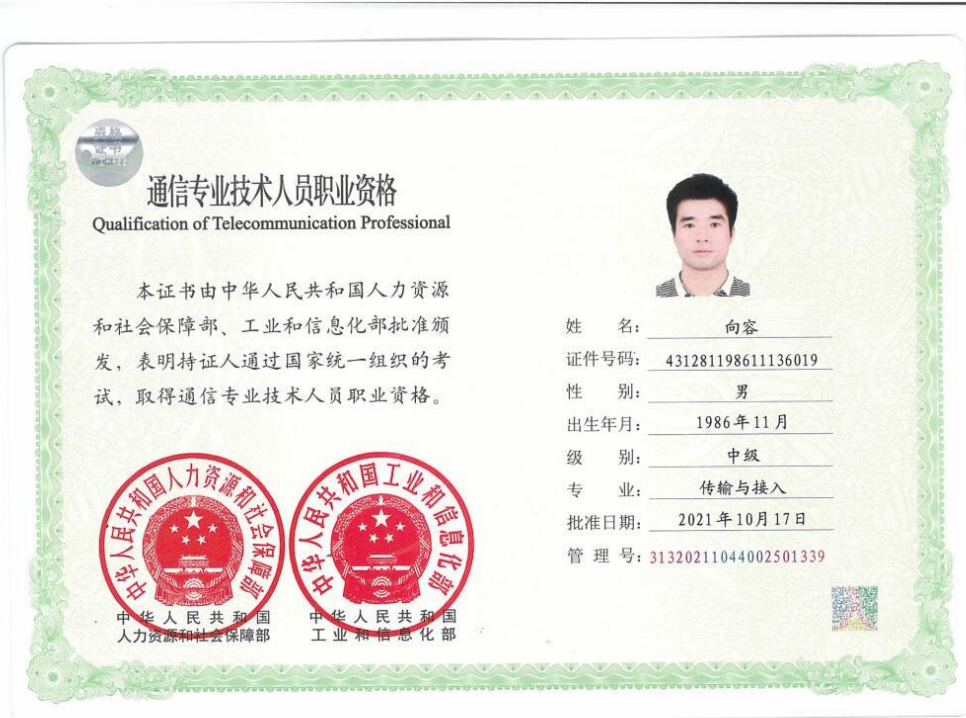 资格
证书
通信专业技术人员职业资格
Qualification of Telecommunication Professional
本证书由中华人民共和国人力资源
和社会保障部、工业和信息化部批准颁
发，表明持证人通过国家统一组织的考
试，取得通信专业技术人员职业资格。
中华人民共和国人力资源和社会保障部
中华人民共和国
人力资源和社会保障部
中华人民共和国工业和信息化部
中华人民共和国
工业和信息化部
姓 名： 向容
证件号码： 431281198611136019
性 别： 男
出生年月： 1986年11月
级 别： 中级
专 业： 传输与接入
批准日期： 2021年10月17日
管 理 号： 31320211044002501339